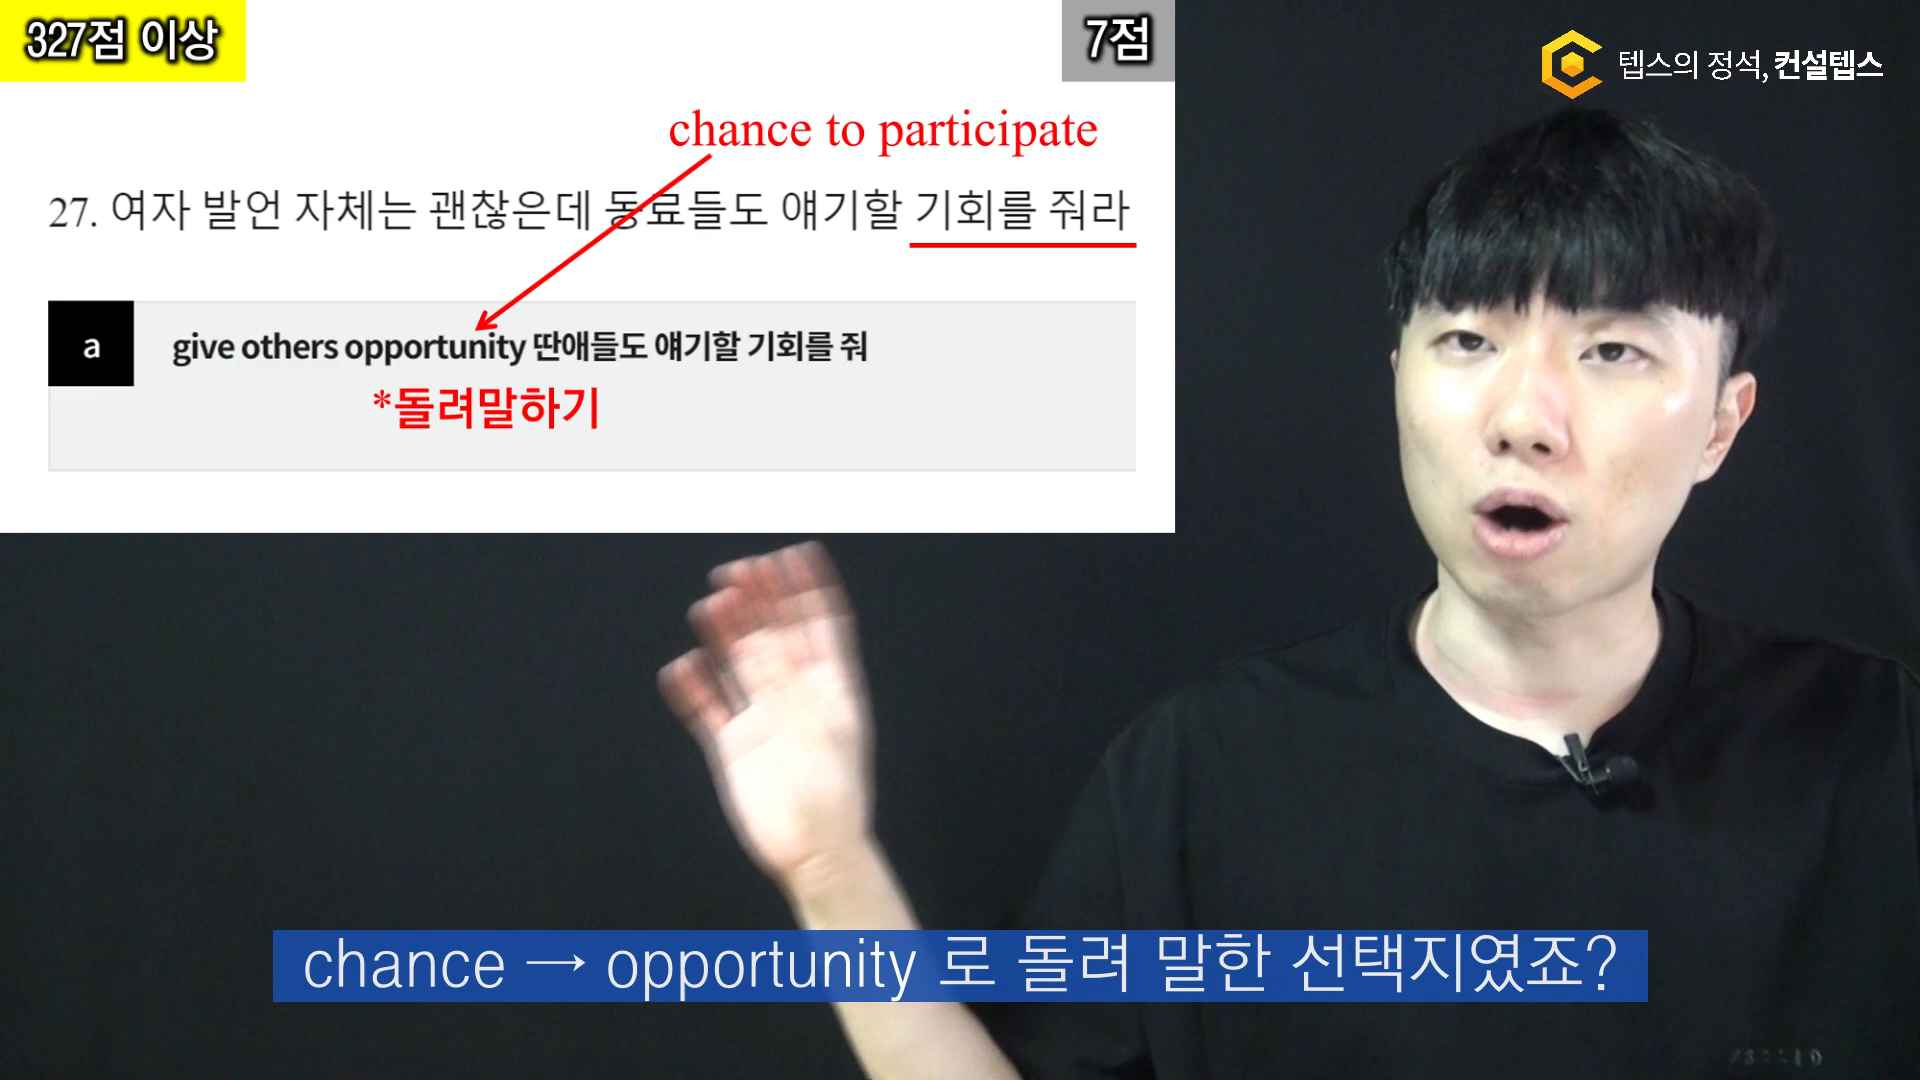 327점 이상
7점
텝스의 정석, 컨설텝스
chance to participate
27. 여자 발언 자체는 괜찮은데 동료들도 얘기할 기회를 줘라
a
give others opportunity 딴애들도 얘기할 기회를 줘
*돌려말하기
chance → opportunity 로 돌려 말한 선택지였죠?